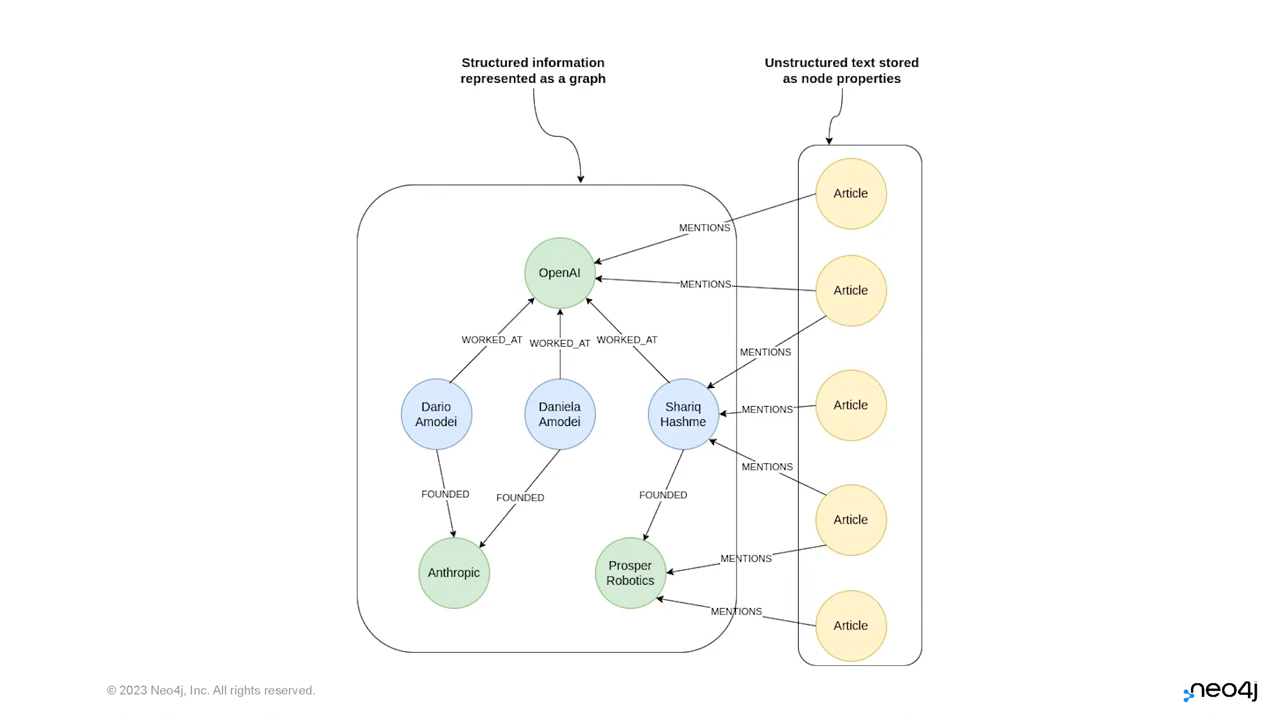 Structured information
represented as a graph
Unstructured text stored
as node properties
Article
MENTIONS
OpenAI
MENTIONS
Article
WORKED_AT
WORKED_AT
WORKED_AT
MENTIONS
Dario
Amodei
Daniela
Amodei
Shariq
Hashme
MENTIONS
Article
MENTIONS
FOUNDED
FOUNDED
FOUNDED
Article
MENTIONS
Anthropic
Prosper
Robotics
MENTIONS
Article
© 2023 Neo4j, Inc. All rights reserved.
neo4j